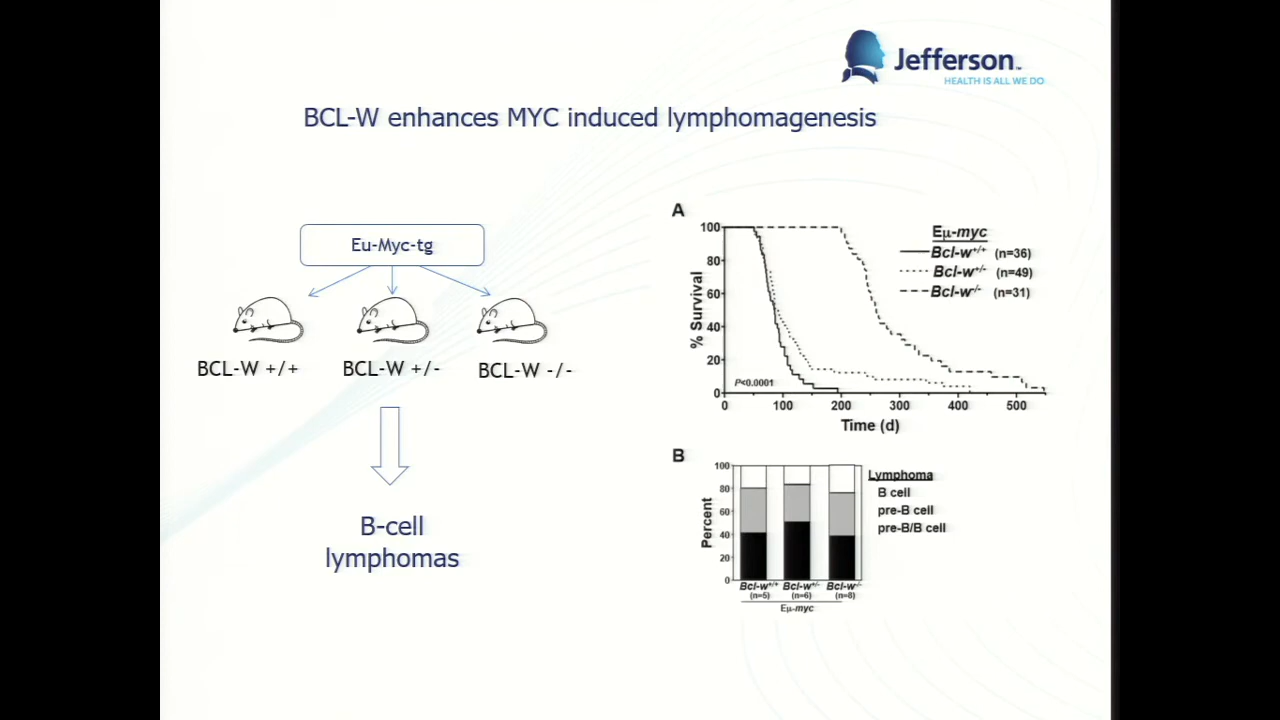 Jefferson™
HEALTH IS ALL WE DO
BCL-W enhances MYC induced lymphomagenesis
Eu-Myc-tg
BCL-W +/+
BCL-W +/-
BCL-W -/-
B-cell
lymphomas
A
% Survival
100
80
60
40
20
0
P<0.0001
Eμ-myc
Bcl-w+/+ (n=36)
Bcl-w+/- (n=49)
Bcl-w-/- (n=31)
0 100 200 300 400 500
Time (d)
B
Percent
100
80
60
40
20
0
Lymphoma
B cell
pre-B cell
pre-B/B cell
Bcl-w+/+ Bcl-w+/- Bcl-w-/-
(n=5) (n=6) (n=8)
Eμ-myc